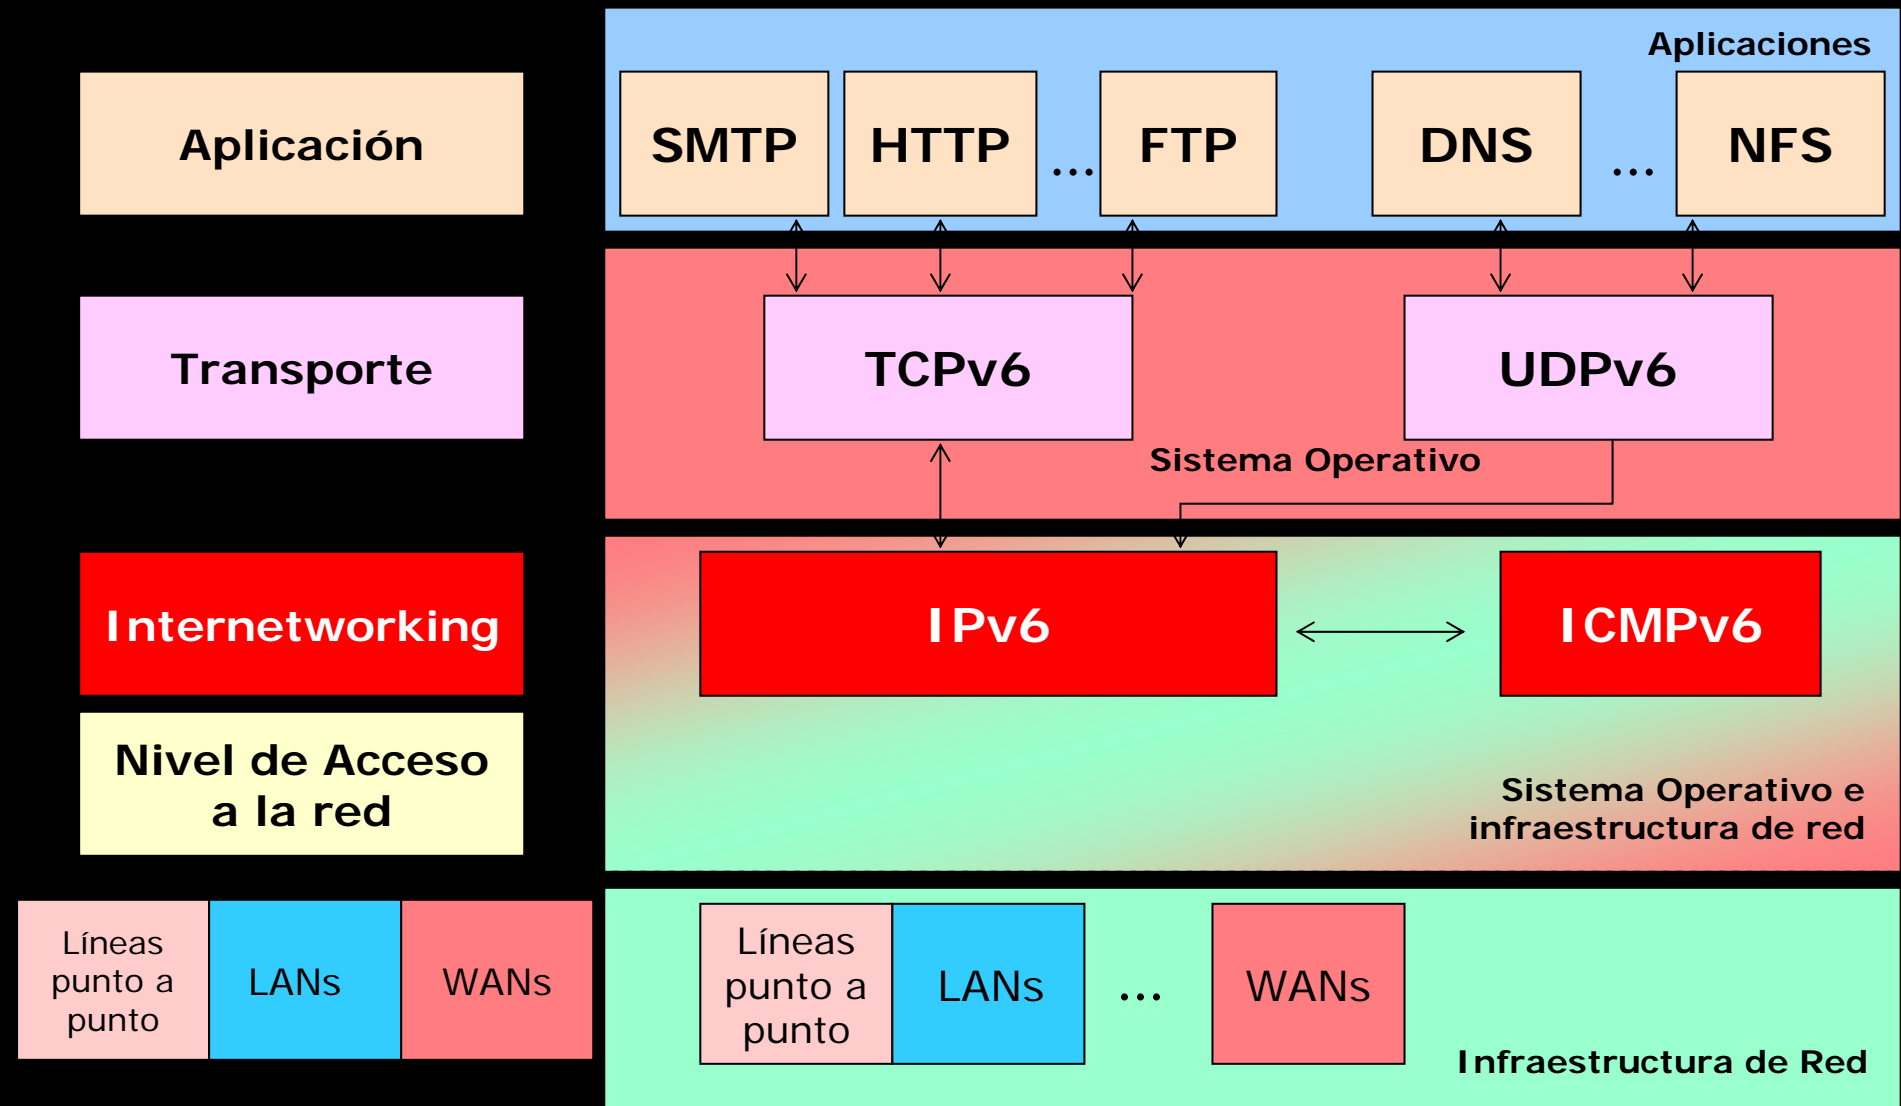 Aplicaciones
Aplicación
SMTP
HTTP
...
FTP
DNS
...
NFS
Transporte
TCPv6
UDPv6
Sistema Operativo
Internetworking
IPv6
ICMPv6
Nivel de Acceso
a la red
Sistema Operativo e
infraestructura de red
Líneas
punto a
punto
LANs
WANs
Líneas
punto a
punto
LANs
...
WANs
Infraestructura de Red